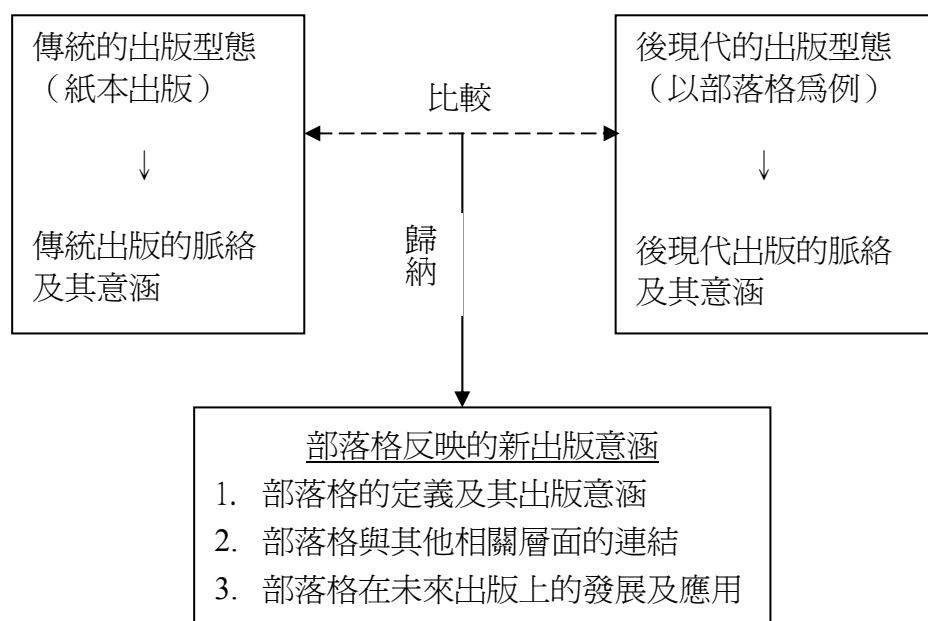 傳統的出版型態
（紙本出版）
↓
傳統出版的脈絡
及其意涵
比較
後現代的出版型態
（以部落格爲例）
↓
後現代出版的脈絡
及其意涵
歸
納
部落格反映的新出版意涵
1. 部落格的定義及其出版意涵
2. 部落格與其他相關層面的連結
3. 部落格在未來出版上的發展及應用